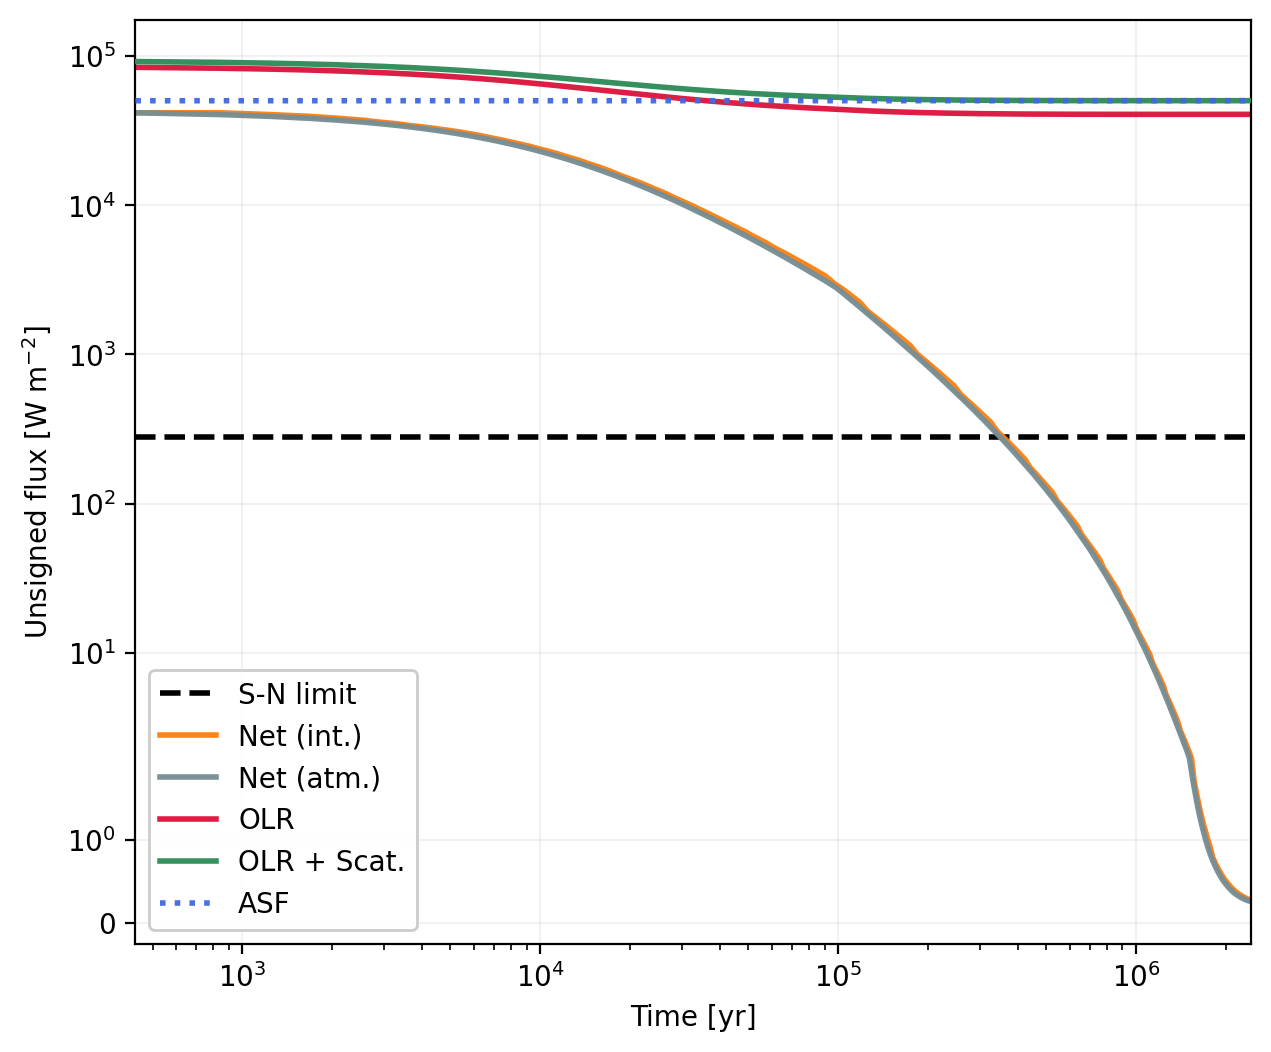 Unsigned flux [W m⁻²]
10⁵
10⁴
10³
10²
10¹
10⁰
0
S-N limit
Net (int.)
Net (atm.)
OLR
OLR + Scat.
ASF
10³ 10⁴ 10⁵ 10⁶
Time [yr]